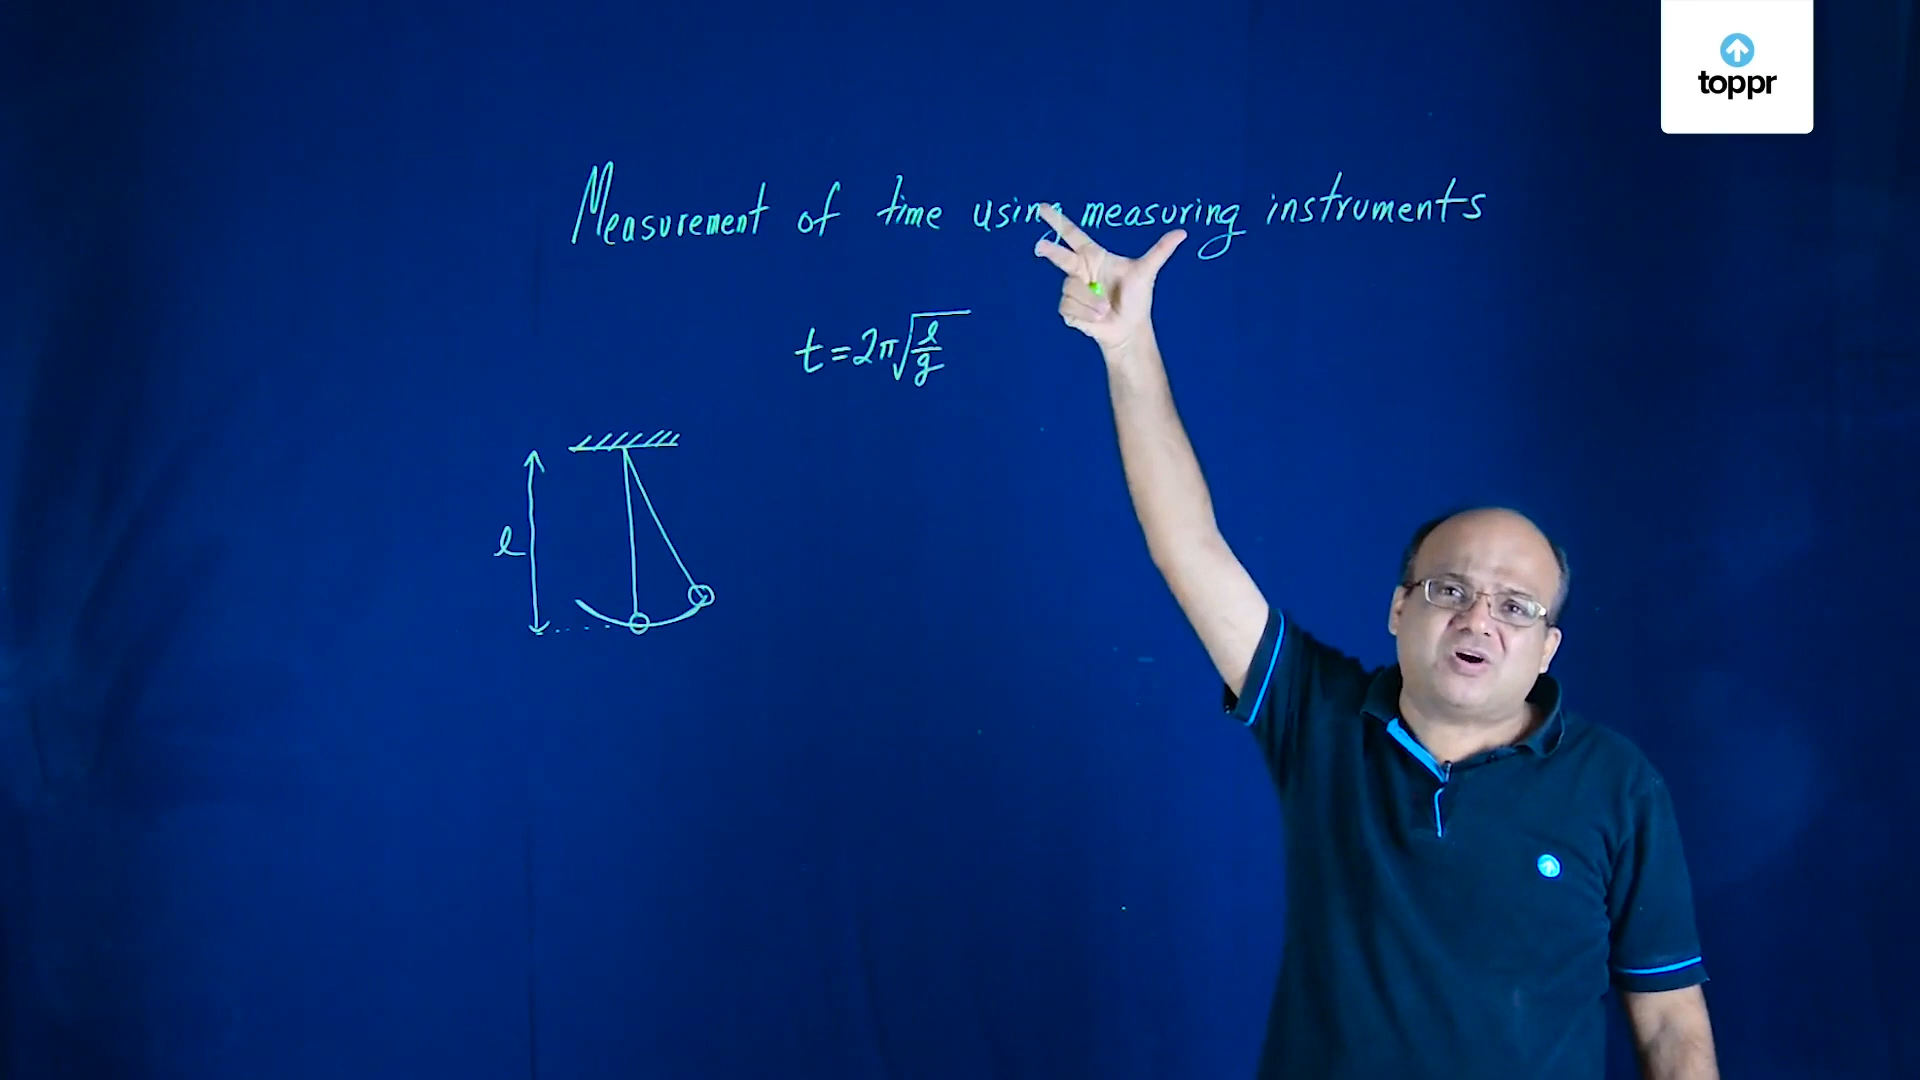 toppr
Measurement of time using measuring instruments
t=2π√l/g
l